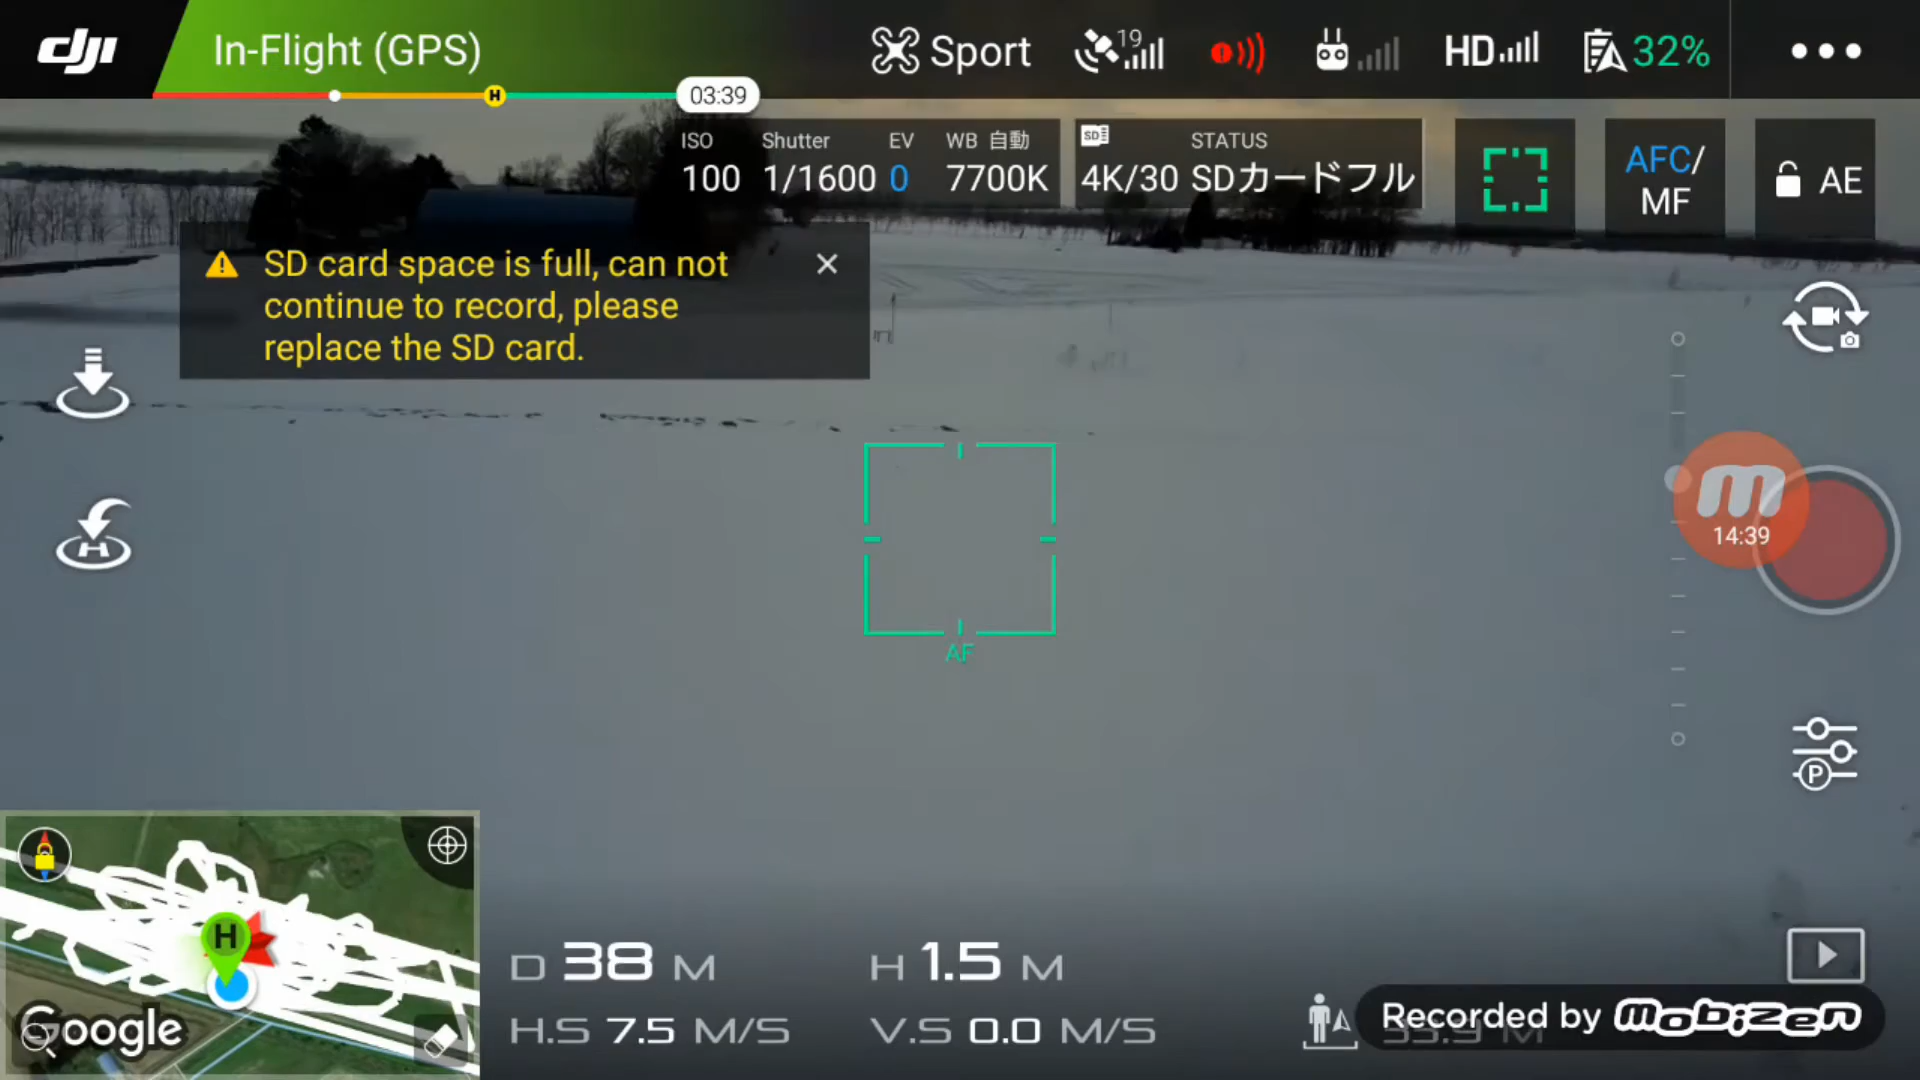 dji
In-Flight (GPS)
Sport
19
HD
32%
H
03:39
ISO
Shutter
EV
WB 自動
100
1/1600
0
7700K
SD
STATUS
4K/30
SDカードフル
AFC/
MF
AE
SD card space is full, can not
continue to record, please
replace the SD card.
m
14:39
AF
P
H
H
D 38 M
H 1.5 M
H.S 7.5 M/S
V.S 0.0 M/S
Google
Recorded by mobizen